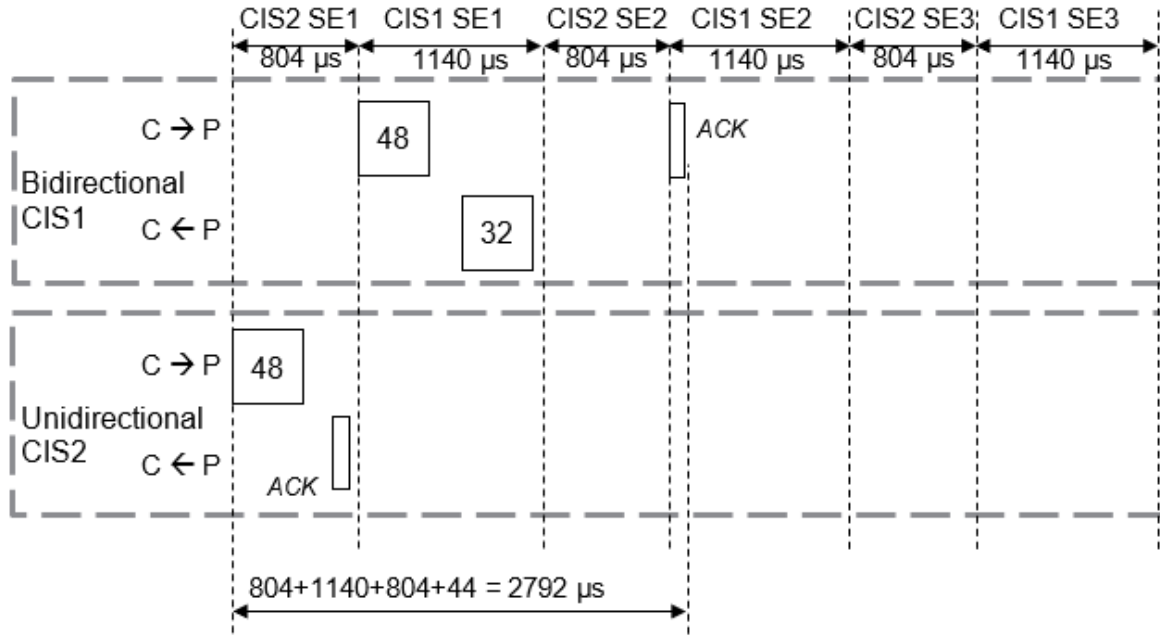 CIS2 SE1 CIS1 SE1 CIS2 SE2 CIS1 SE2 CIS2 SE3 CIS1 SE3
804 µs 1140 µs 804 µs 1140 µs 804 µs 1140 µs
C → P 48 ACK
Bidirectional
CIS1
C ← P 32
C → P 48
Unidirectional
CIS2
C ← P
ACK
804+1140+804+44 = 2792 µs